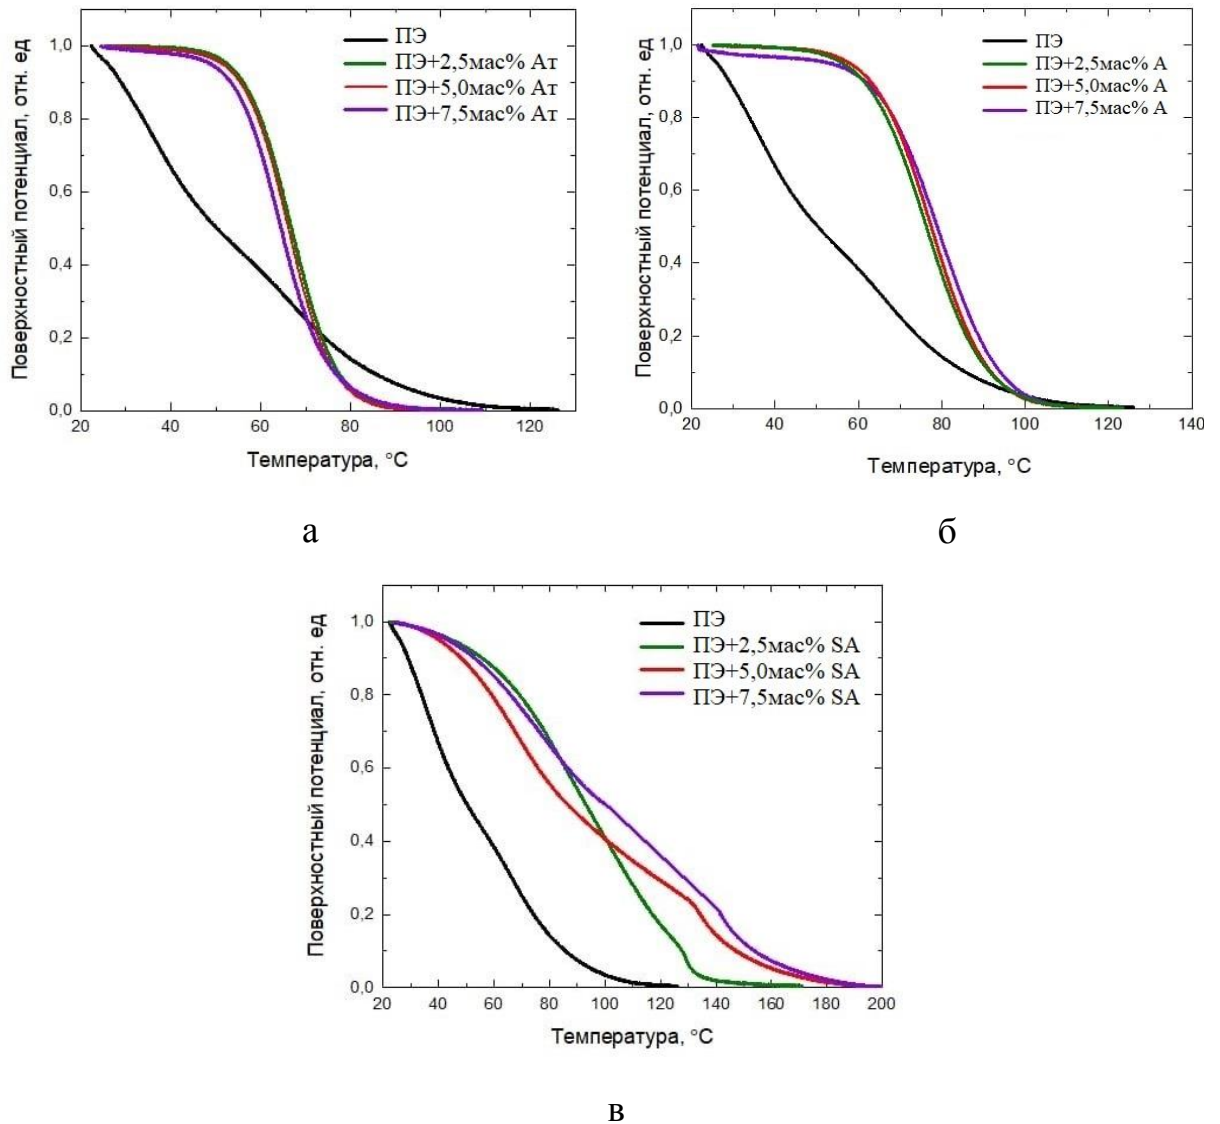 Поверхностный потенциал, отн. ед
1,0
0,8
0,6
0,4
0,2
0,0
ПЭ
ПЭ+2,5мас% Ат
ПЭ+5,0мас% Ат
ПЭ+7,5мас% Ат
20 40 60 80 100 120
Температура, °C
а
Поверхностный потенциал, отн. ед
1,0
0,8
0,6
0,4
0,2
0,0
ПЭ
ПЭ+2,5мас% А
ПЭ+5,0мас% А
ПЭ+7,5мас% А
20 40 60 80 100 120 140
Температура, °C
б
Поверхностный потенциал, отн. ед
1,0
0,8
0,6
0,4
0,2
0,0
ПЭ
ПЭ+2,5мас% SA
ПЭ+5,0мас% SA
ПЭ+7,5мас% SA
20 40 60 80 100 120 140 160 180 200
Температура, °C
в